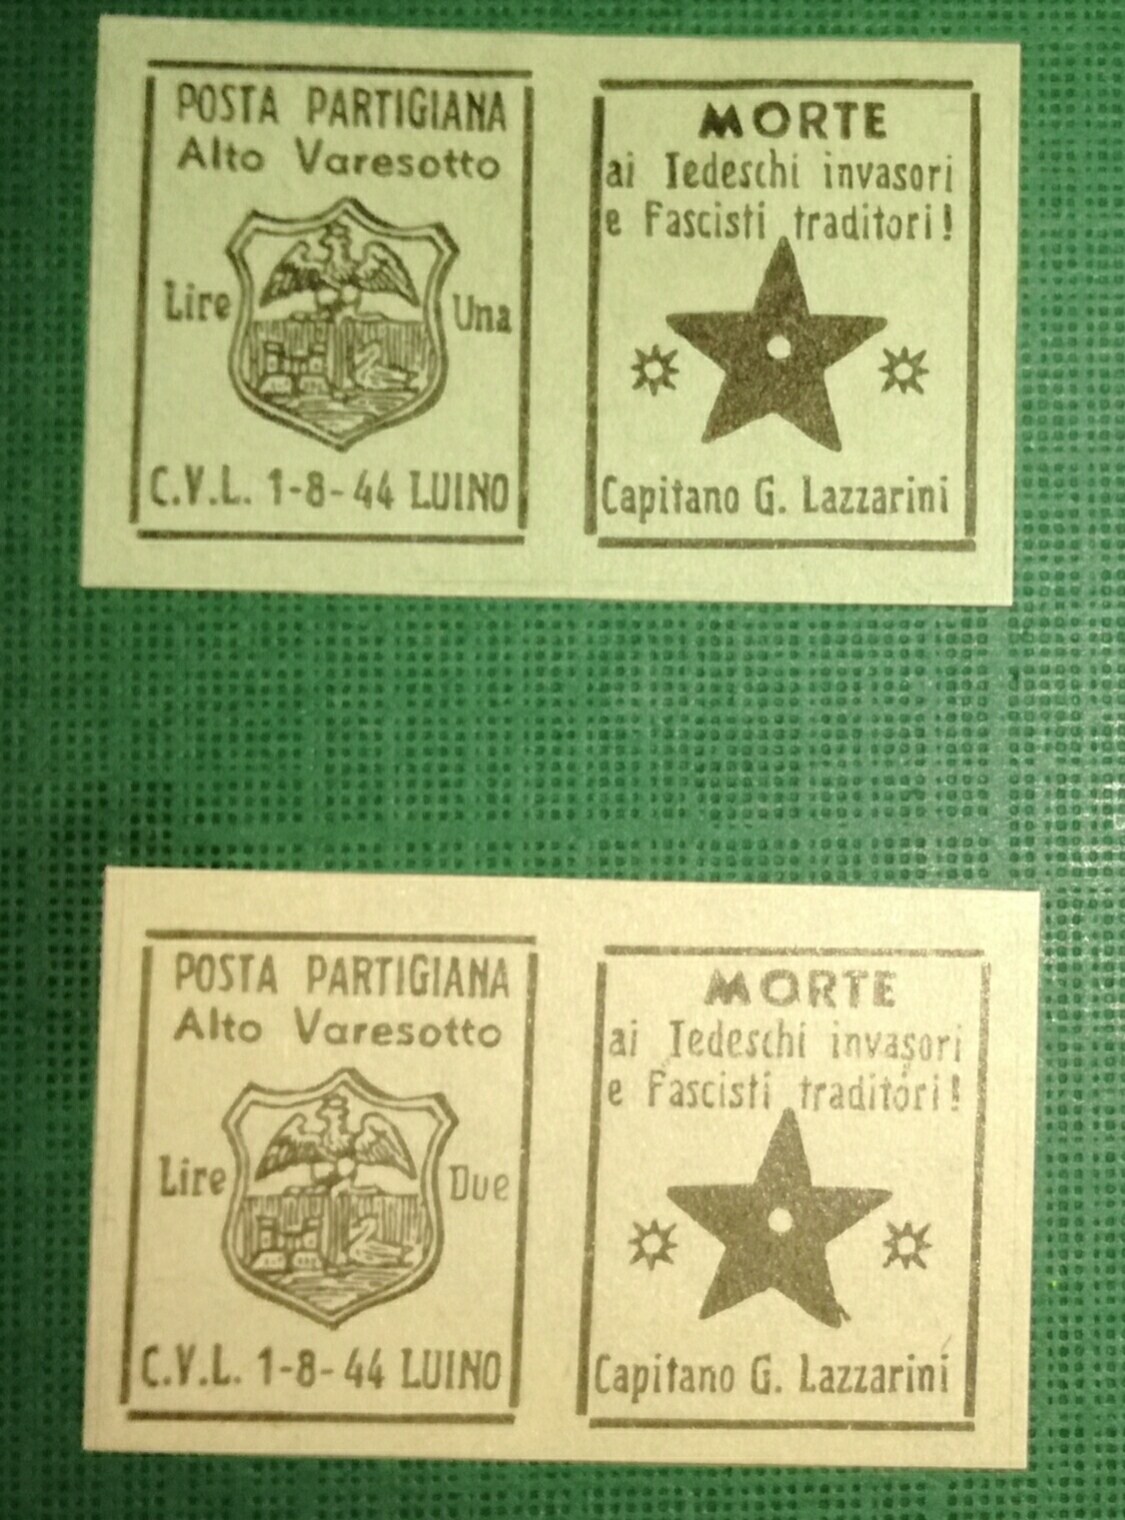 POSTA PARTIGIANA
Alto Varesotto
Lire Una
C.V.L. 1-8-44 LUINO
MORTE
ai Tedeschi invasori
e Fascisti traditori!
Capitano G. Lazzarini
POSTA PARTIGIANA
Alto Varesotto
Lire Due
C.V.L. 1-8-44 LUINO
MORTE
ai Tedeschi invasori
e Fascisti traditori!
Capitano G. Lazzarini